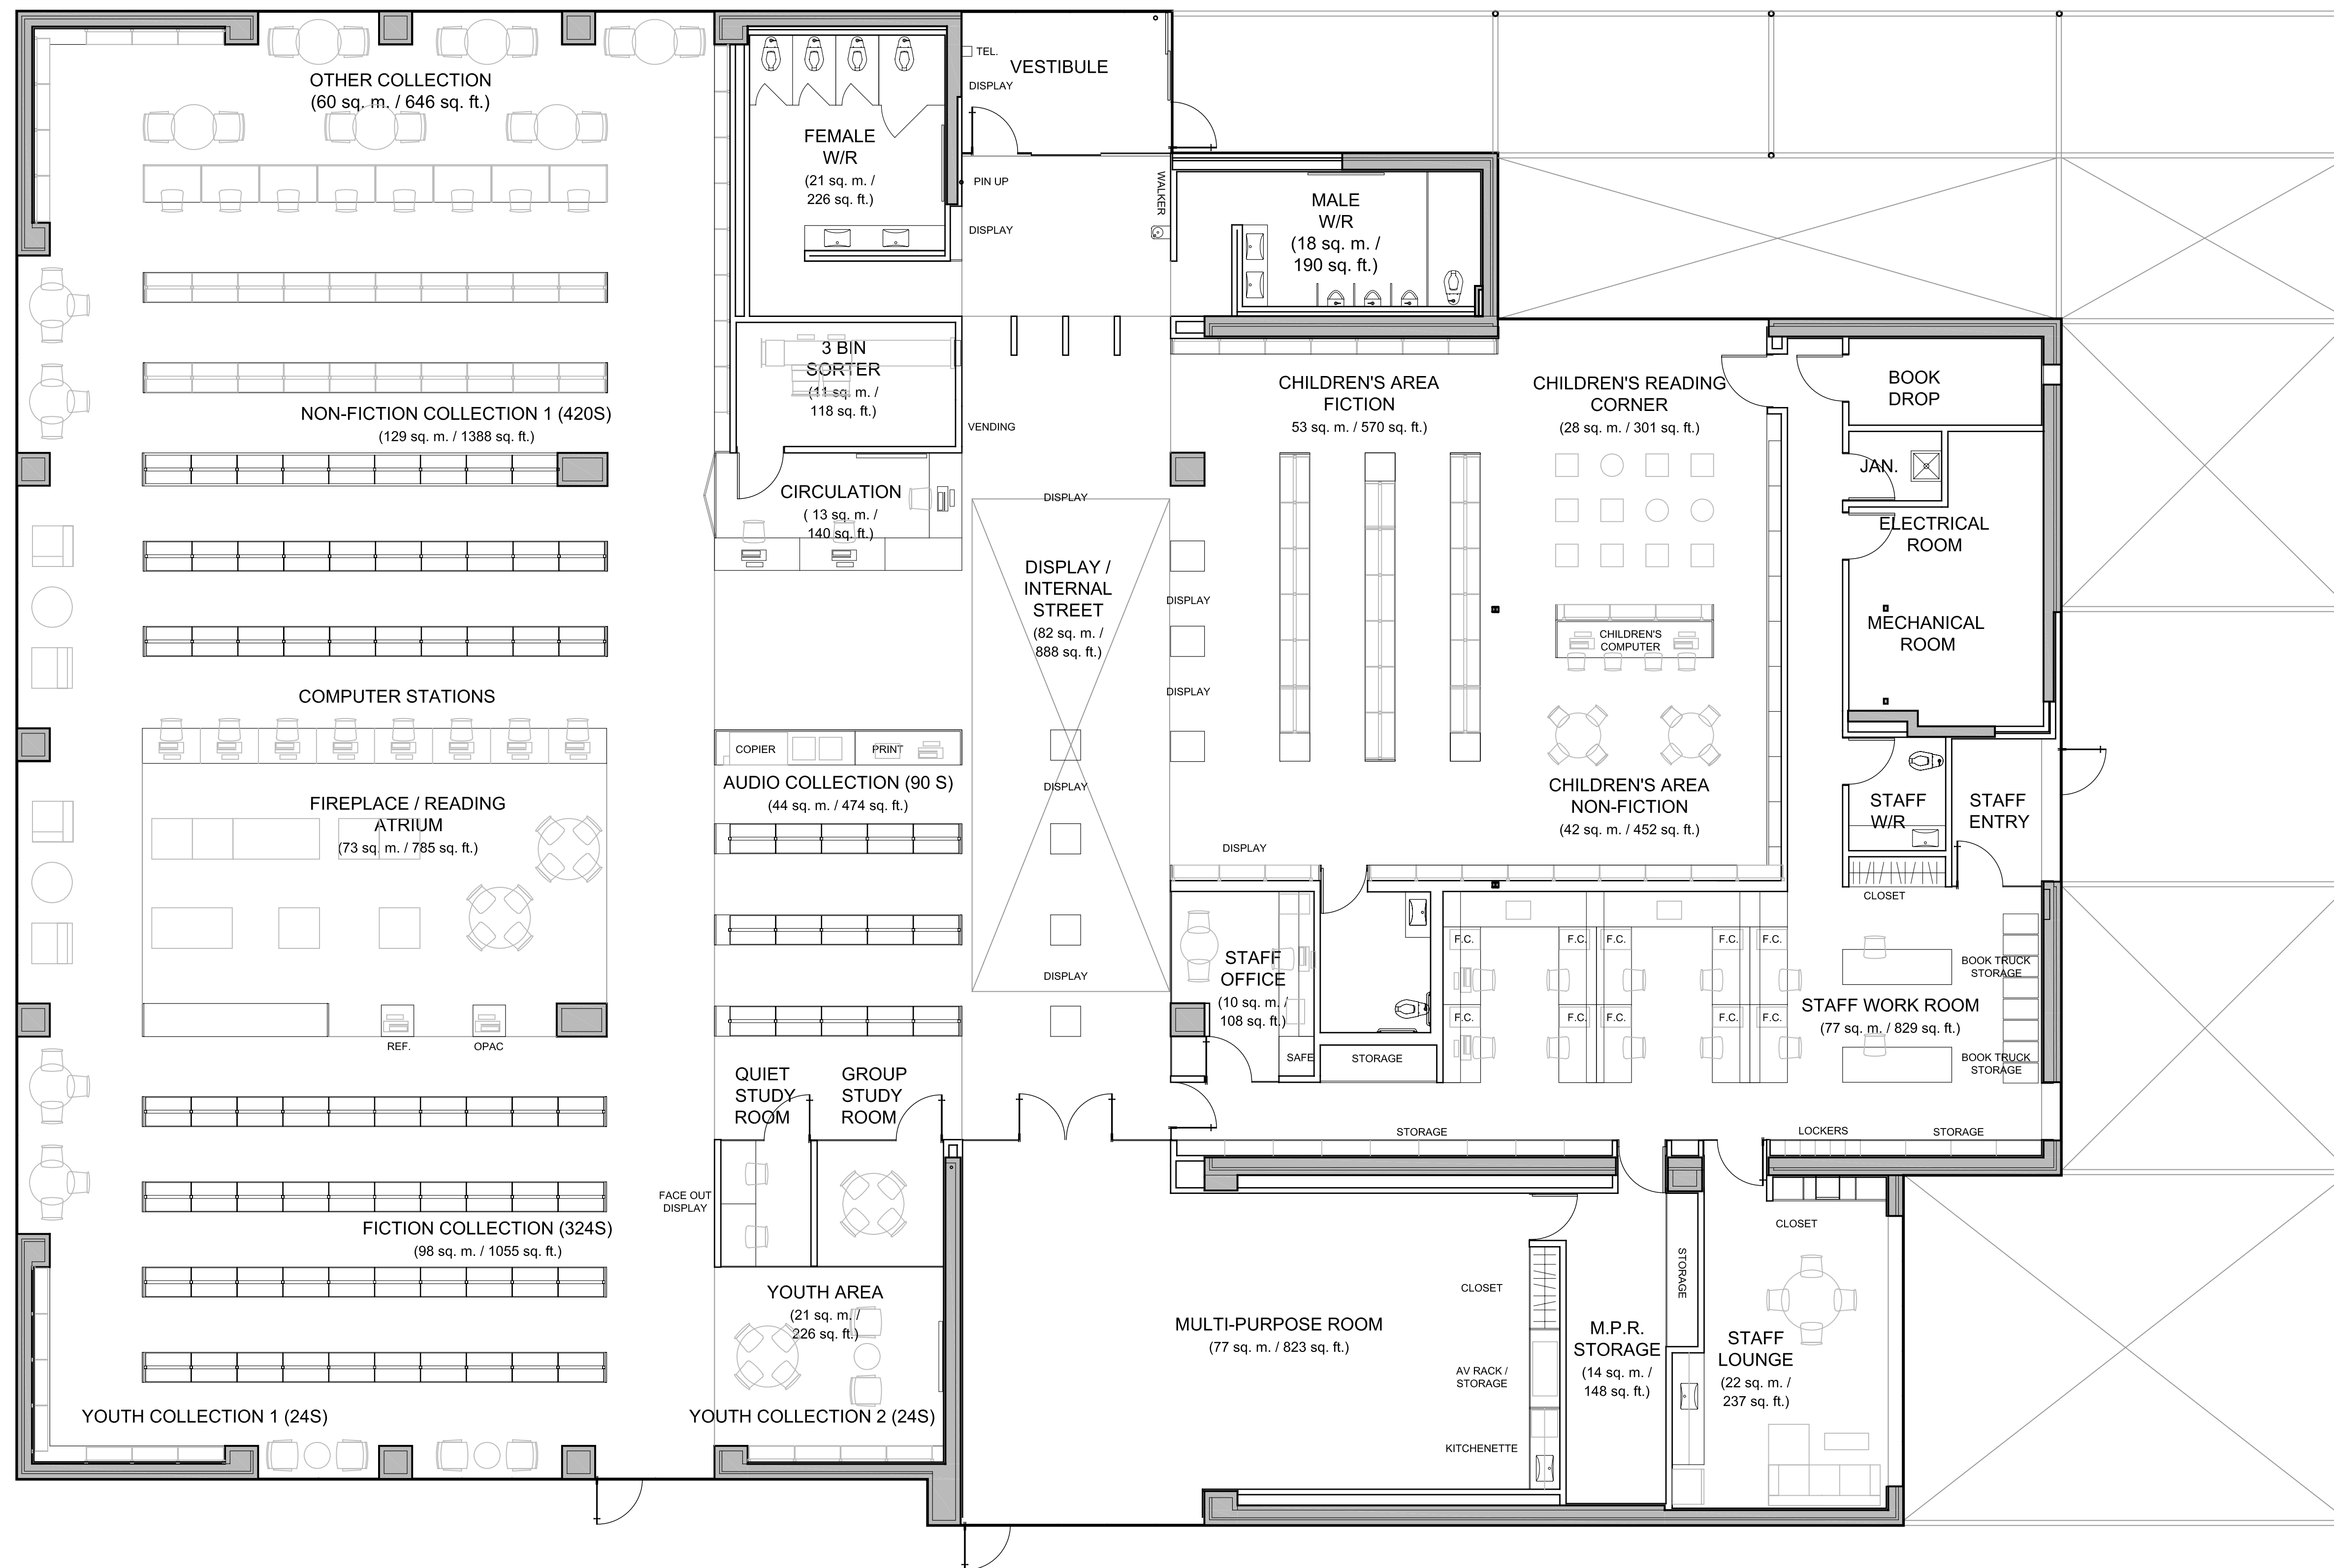 OTHER COLLECTION
(60 sq. m. / 646 sq. ft.)
TEL.
VESTIBULE
DISPLAY
FEMALE
W/R
(21 sq. m. /
226 sq. ft.)
PIN UP
WALKER
DISPLAY
MALE
W/R
(18 sq. m. /
190 sq. ft.)
3 BIN
SORTER
(11 sq. m. /
118 sq. ft.)
NON-FICTION COLLECTION 1 (420S)
(129 sq. m. / 1388 sq. ft.)
VENDING
CHILDREN'S AREA
FICTION
53 sq. m. / 570 sq. ft.)
CHILDREN'S READING
CORNER
(28 sq. m. / 301 sq. ft.)
BOOK
DROP
JAN.
CIRCULATION
( 13 sq. m. /
140 sq. ft.)
DISPLAY
ELECTRICAL
ROOM
DISPLAY /
INTERNAL
STREET
(82 sq. m. /
888 sq. ft.)
DISPLAY
CHILDREN'S
COMPUTER
MECHANICAL
ROOM
DISPLAY
COMPUTER STATIONS
COPIER
PRINT
AUDIO COLLECTION (90 S)
(44 sq. m. / 474 sq. ft.)
DISPLAY
CHILDREN'S AREA
NON-FICTION
(42 sq. m. / 452 sq. ft.)
STAFF
W/R
STAFF
ENTRY
FIREPLACE / READING
ATRIUM
(73 sq. m. / 785 sq. ft.)
DISPLAY
CLOSET
F.C.
F.C.
F.C.
F.C.
F.C.
STAFF
OFFICE
(10 sq. m. /
108 sq. ft.)
DISPLAY
BOOK TRUCK
STORAGE
STAFF WORK ROOM
(77 sq. m. / 829 sq. ft.)
F.C.
F.C.
F.C.
F.C.
F.C.
REF.
OPAC
SAFE
STORAGE
BOOK TRUCK
STORAGE
QUIET
STUDY
ROOM
GROUP
STUDY
ROOM
STORAGE
LOCKERS
STORAGE
FACE OUT
DISPLAY
FICTION COLLECTION (324S)
(98 sq. m. / 1055 sq. ft.)
CLOSET
YOUTH AREA
(21 sq. m. /
226 sq. ft.)
CLOSET
STORAGE
MULTI-PURPOSE ROOM
(77 sq. m. / 823 sq. ft.)
M.P.R.
STORAGE
(14 sq. m. /
148 sq. ft.)
STAFF
LOUNGE
(22 sq. m. /
237 sq. ft.)
AV RACK /
STORAGE
YOUTH COLLECTION 1 (24S)
YOUTH COLLECTION 2 (24S)
KITCHENETTE